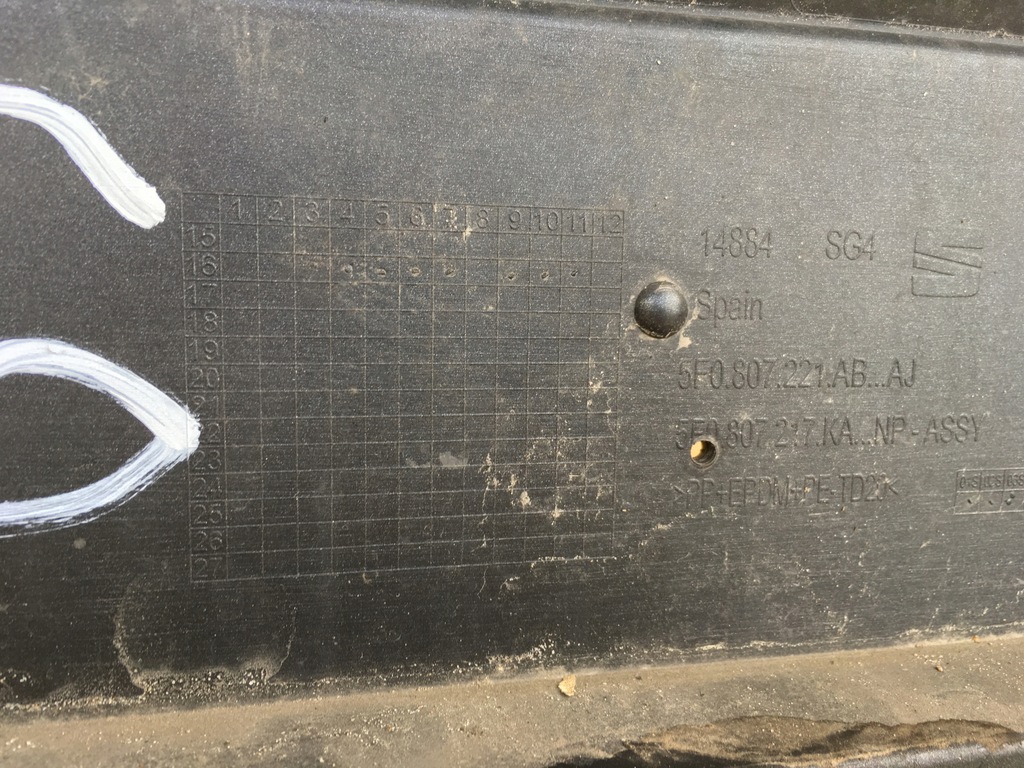 1 2 3 4 5 6 7 8 9 10 11 12
15
16
17
18
19
20
23
24
25
26
27
14884 SG4
Spain
5F0.807.221.AB...AJ
5F0.807.217.KA...NP-ASSY
>PP+EPDM+PE-TD20<